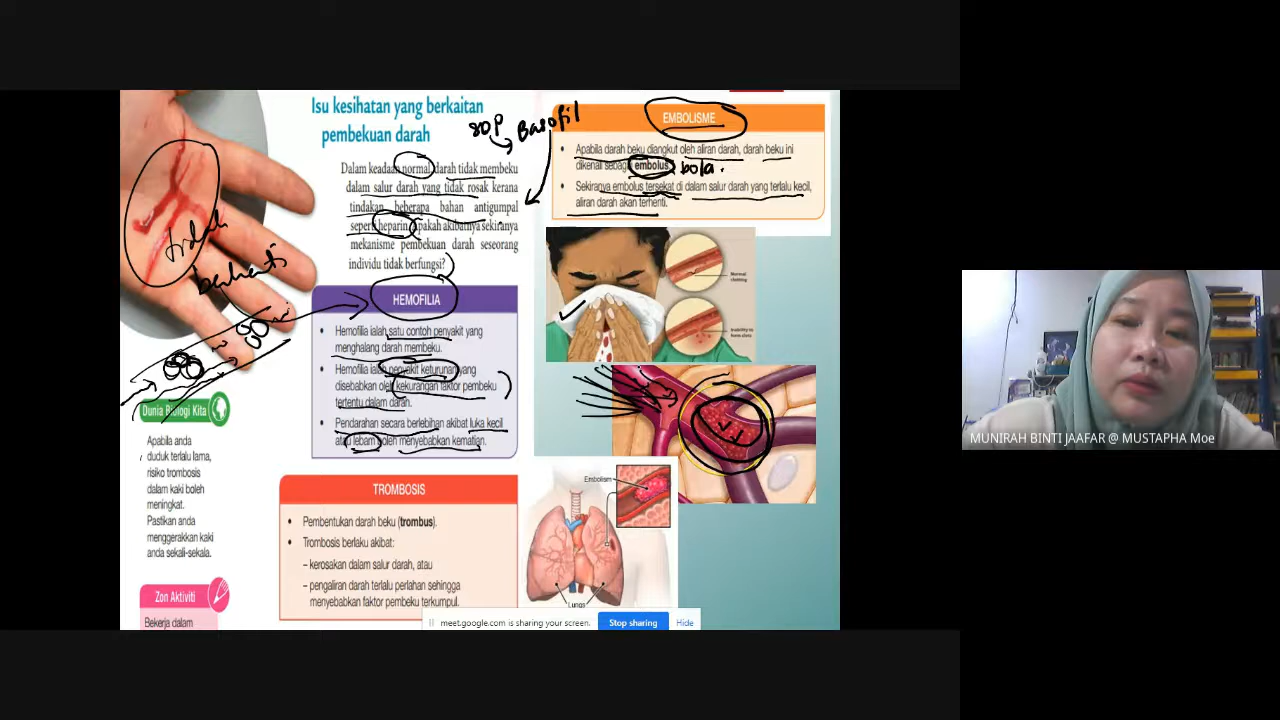 Isu kesihatan yang berkaitan
pembekuan darah
SOP
Basofil
Dalam keadaan normal darah tidak membeku
dalam salur darah yang tidak rosak kerana
tindakan beberapa bahan antigumpal
seperti heparin. Apakah akibatnya sekiranya
mekanisme pembekuan darah seseorang
individu tidak berfungsi?
tidak
berhenti
HEMOFILIA
• Hemofilia ialah satu contoh penyakit yang
menghalang darah membeku.
• Hemofilia ialah penyakit keturunan yang
disebabkan oleh kekurangan faktor pembeku
tertentu dalam darah.
• Pendarahan secara berlebihan akibat luka kecil
atau lebam boleh menyebabkan kematian.
Dunia Biologi Kita
Apabila anda
duduk terlalu lama,
risiko trombosis
dalam kaki boleh
meningkat.
Pastikan anda
menggerakkan kaki
anda sekali-sekala.
Zon Aktiviti
Bekerja dalam
TROMBOSIS
• Pembentukan darah beku (trombus).
• Trombosis berlaku akibat:
– kerosakan dalam salur darah, atau
– pengaliran darah terlalu perlahan sehingga
menyebabkan faktor pembeku terkumpul.
EMBOLISME
• Apabila darah beku diangkut oleh aliran darah, darah beku ini
dikenali sebagai embolus. bola.
• Sekiranya embolus tersekat di dalam salur darah yang terlalu kecil,
aliran darah akan terhenti.
Normal
clotting
Inability to
form clots
Embolism
Lungs
meet.google.com is sharing your screen. Stop sharing Hide
MUNIRAH BINTI JAAFAR @ MUSTAPHA Moe